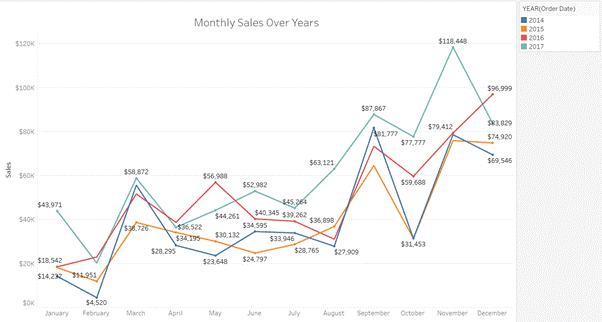 Monthly Sales Over Years
YEAR(Order Date)
2014
2015
2016
2017
Sales
$120K
$100K
$80K
$60K
$40K
$20K
$0K
$118,448
$96,999
$87,867
$83,829
$81,777
$79,412
$77,777
$74,920
$69,546
$63,121
$59,688
$58,872
$56,988
$52,982
$45,264
$44,261
$43,971
$40,345
$39,262
$38,726
$36,898
$36,522
$34,595
$34,195
$33,946
$31,453
$30,132
$28,765
$28,295
$27,909
$24,797
$23,648
$18,542
$14,237
$11,951
$4,520
January
February
March
April
May
June
July
August
September
October
November
December